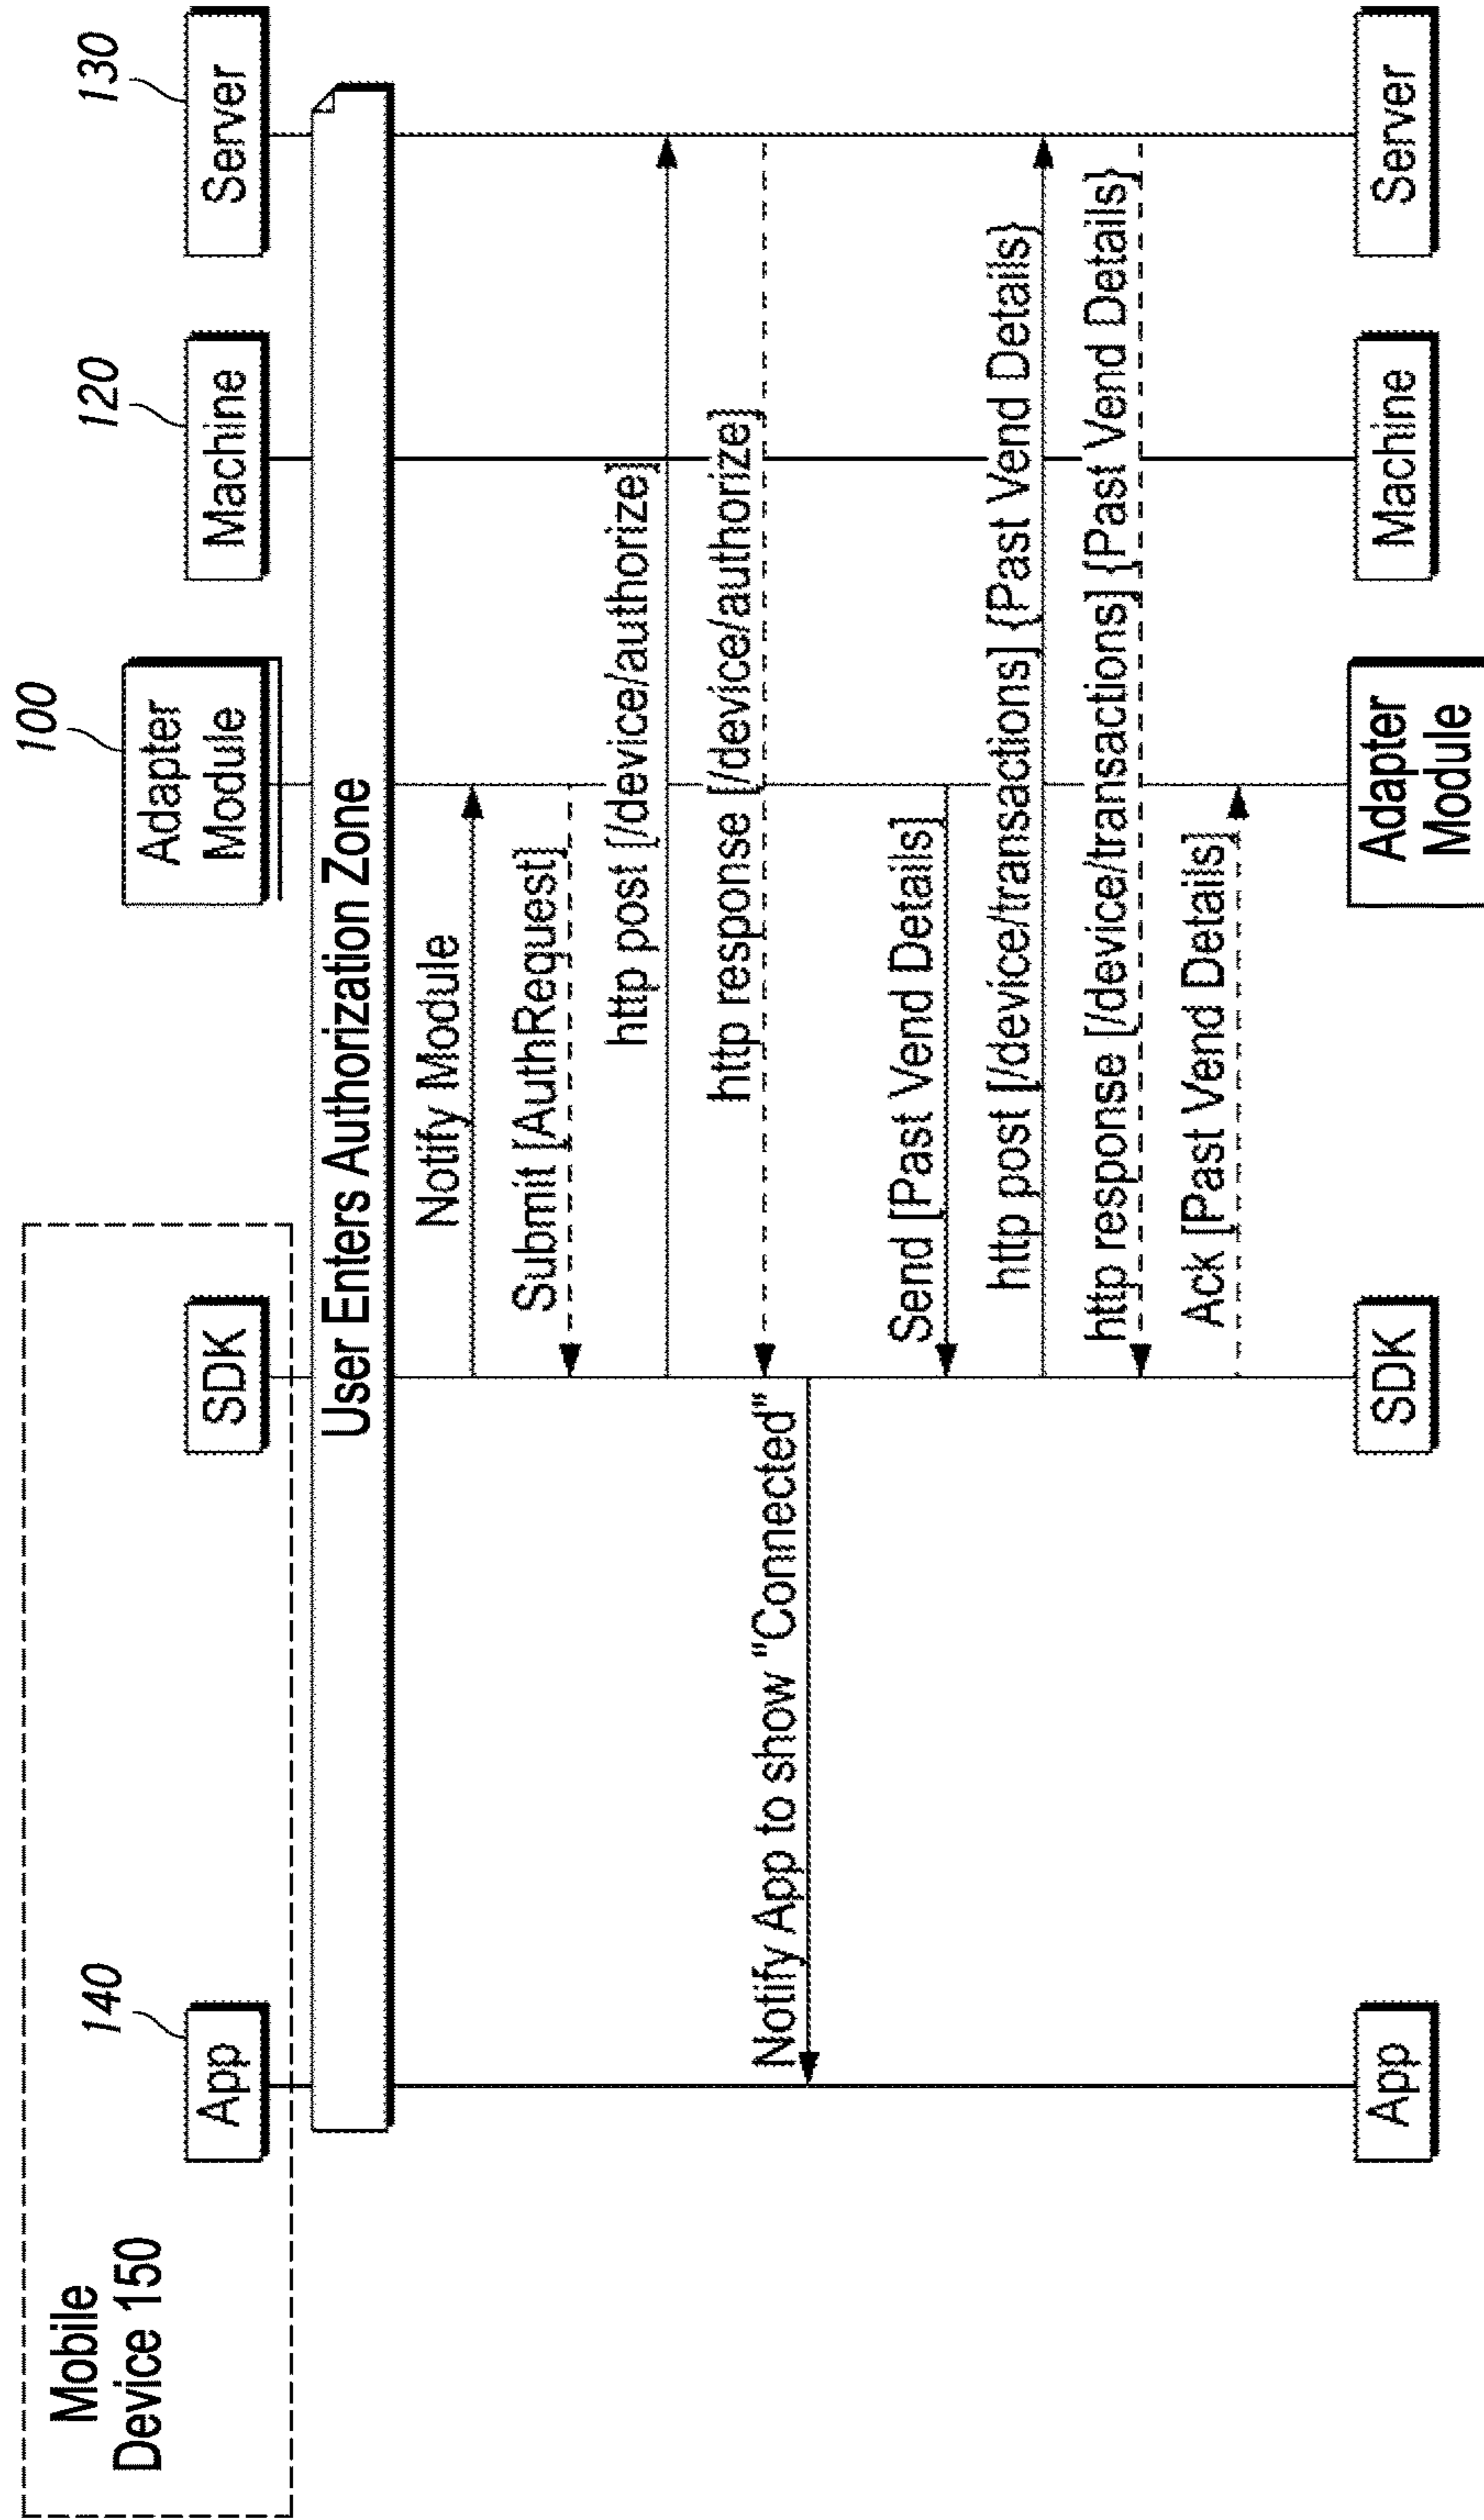 Mobile
Device 150
140
100
120
130
App
SDK
Adapter
Module
Machine
Server
User Enters Authorization Zone
Notify Module
Submit [AuthRequest]
http post [/device/authorize]
http response [/device/authorize]
Notify App to show "Connected"
Send [Past Vend Details]
http post [/device/transactions] {Past Vend Details}
http response [/device/transactions] {Past Vend Details}
Ack [Past Vend Details]
App
SDK
Adapter
Module
Machine
Server